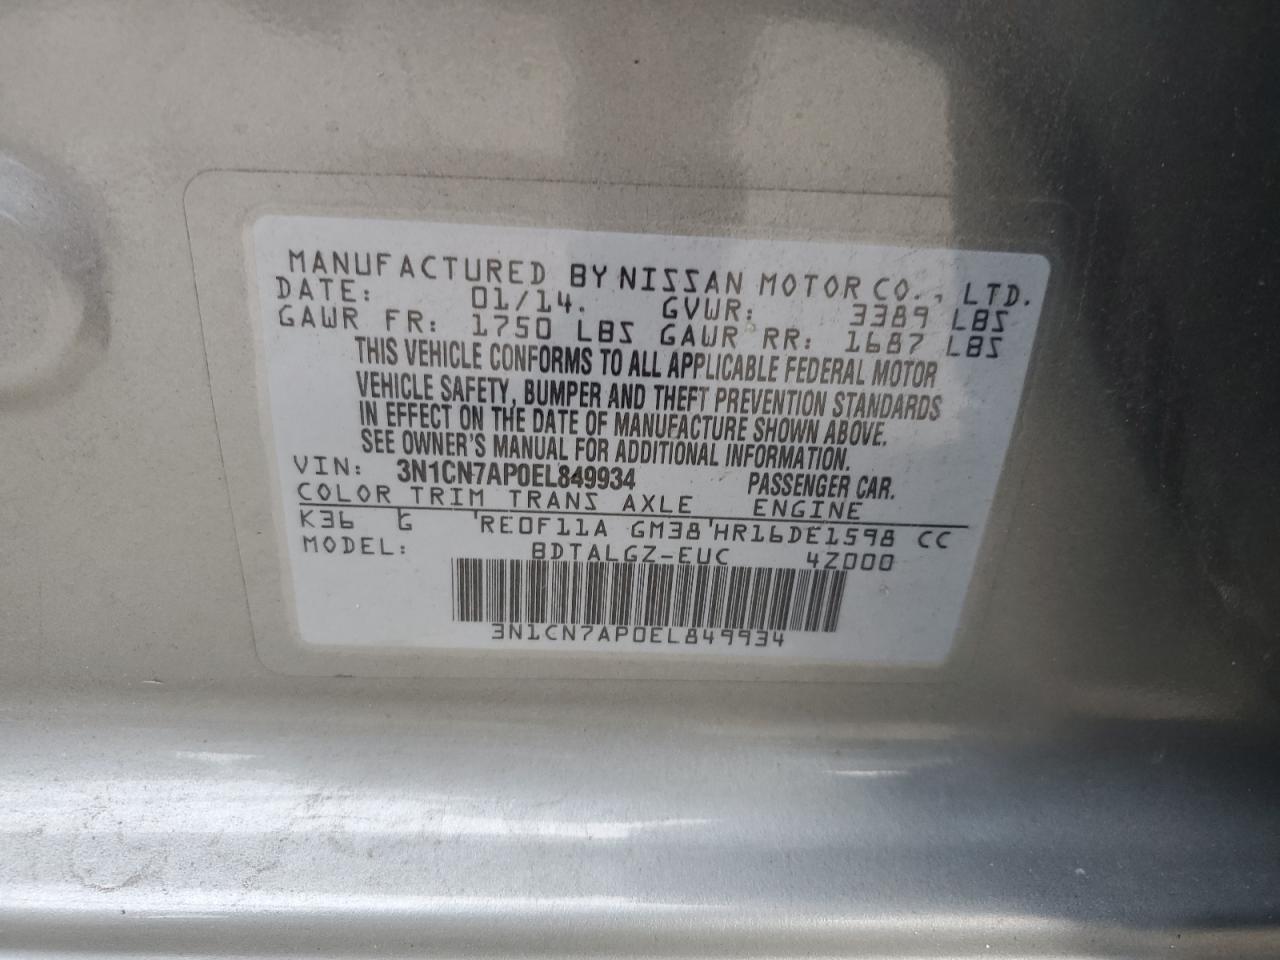 MANUFACTURED BY NISSAN MOTOR CO., LTD.
DATE: 01/14. GVWR: 3389 LBS
GAWR FR: 1750 LBS GAWR RR: 1687 LBS
THIS VEHICLE CONFORMS TO ALL APPLICABLE FEDERAL MOTOR
VEHICLE SAFETY, BUMPER AND THEFT PREVENTION STANDARDS
IN EFFECT ON THE DATE OF MANUFACTURE SHOWN ABOVE.
SEE OWNER'S MANUAL FOR ADDITIONAL INFORMATION.
VIN: 3N1CN7AP0EL849934 PASSENGER CAR.
COLOR TRIM TRANS AXLE ENGINE
K36 G RE0F11A GM38 HR16DE1598 CC
MODEL: BDTALGZ-EUC 4Z000
3N1CN7AP0EL849934